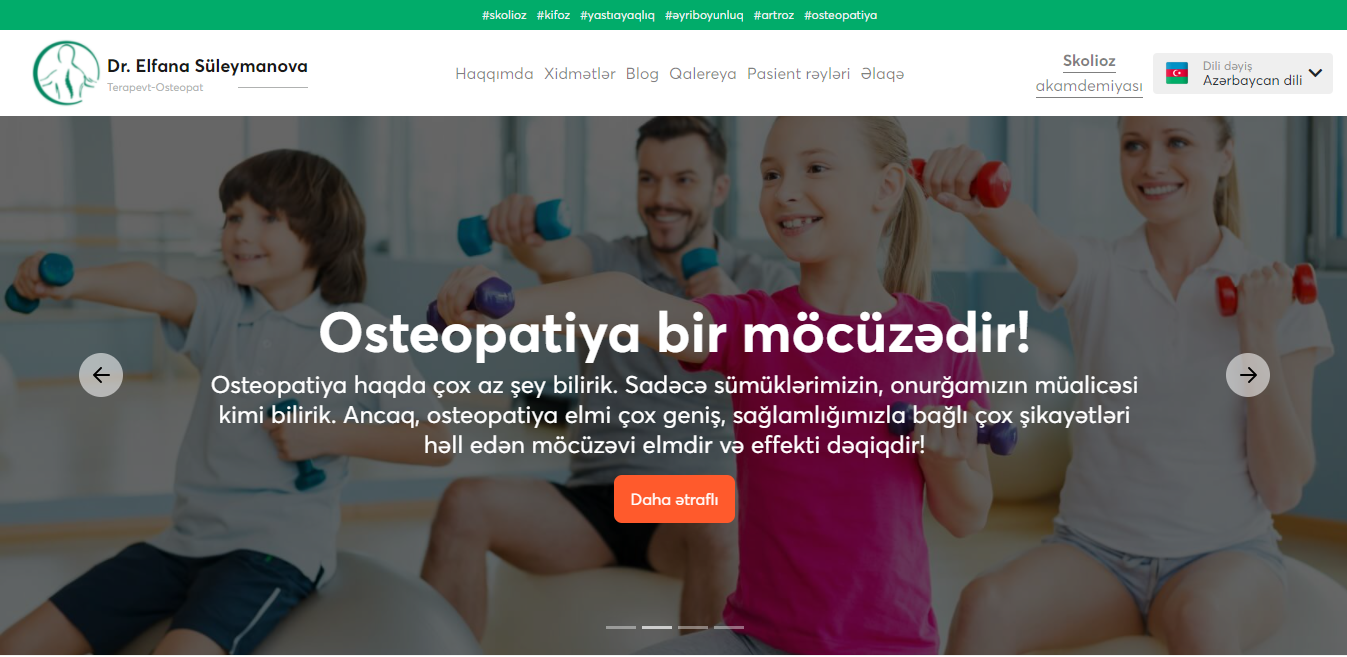 #skolioz #kifoz #yastıayaqlıq #əyriboyunluq #artroz #osteopatiya
Dr. Elfana Süleymanova
Terapevt-Osteopat
Haqqımda Xidmətlər Blog Qalereya Pasient rəyləri Əlaqə
Skolioz
akamdemiyası
Dili dəyiş
Azərbaycan dili
Osteopatiya bir möcüzədir!
Osteopatiya haqda çox az şey bilirik. Sadəcə sümüklərimizin, onurğamızın müalicəsi
kimi bilirik. Ancaq, osteopatiya elmi çox geniş, sağlamlığımızla bağlı çox şikayətləri
həll edən möcüzəvi elmdir və effekti dəqiqdir!
Daha ətraflı